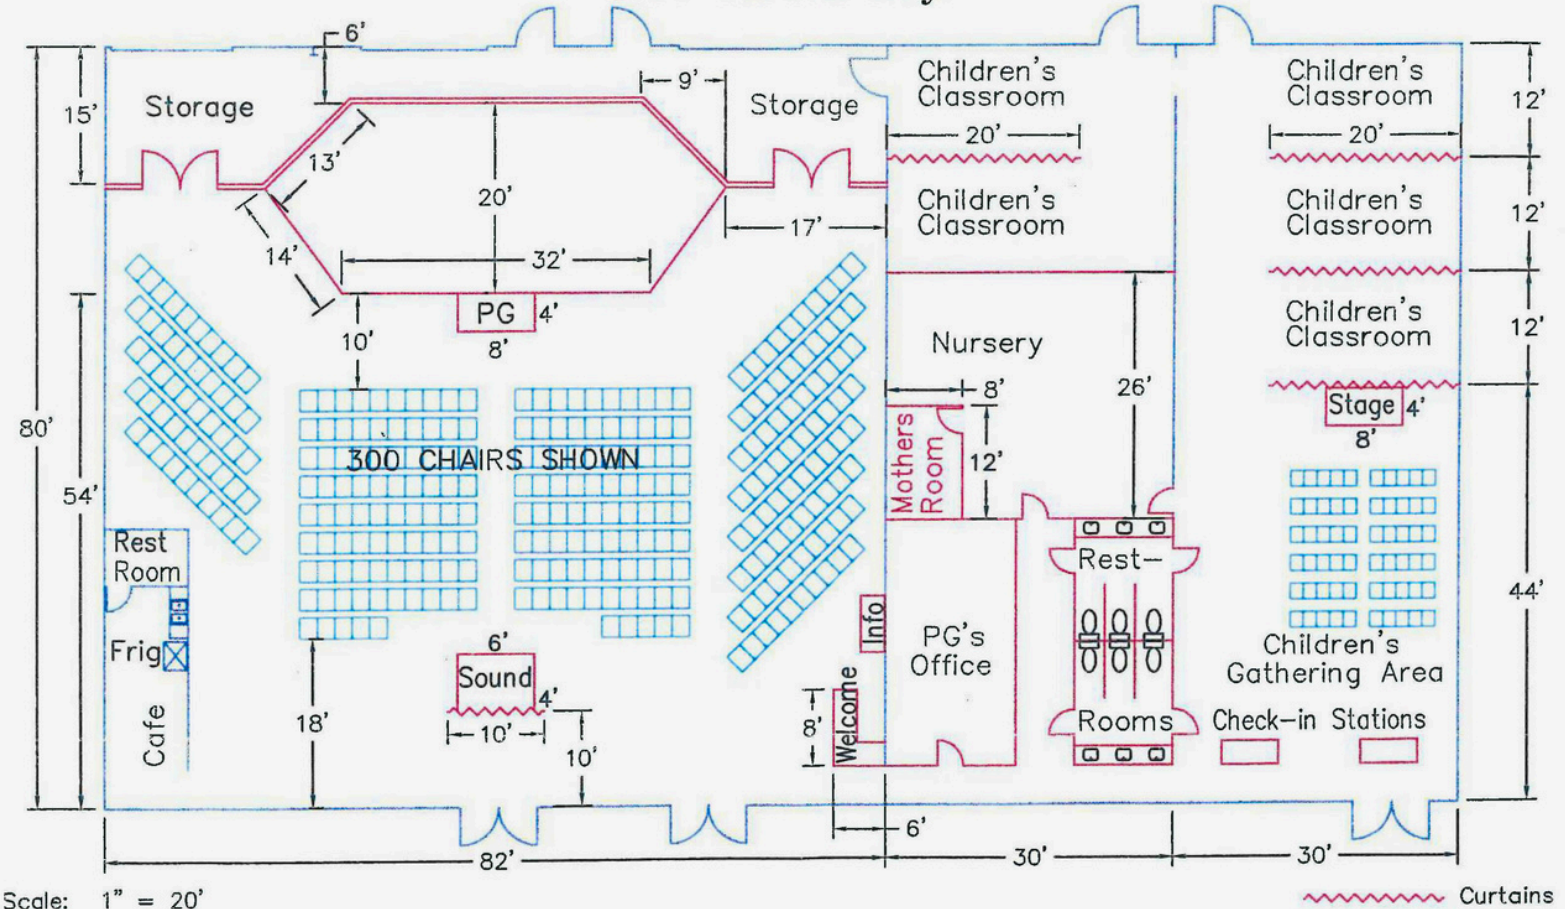 6'
15'
Storage
9'
Storage
Children's
Classroom
Children's
Classroom
12'
13'
20'
20'
20'
14'
32'
17'
Children's
Classroom
Children's
Classroom
12'
PG
4'
8'
10'
Nursery
Children's
Classroom
12'
8'
26'
Stage
4'
8'
80'
54'
300 CHAIRS SHOWN
Mothers
Room
12'
Rest
Room
Rest-
44'
Frig
Info
PG's
Office
Children's
Gathering Area
6'
Sound
4'
Cafe
18'
10'
10'
8'
Welcome
Rooms
Check-in Stations
6'
82'
30'
30'
Scale: 1" = 20'
Curtains